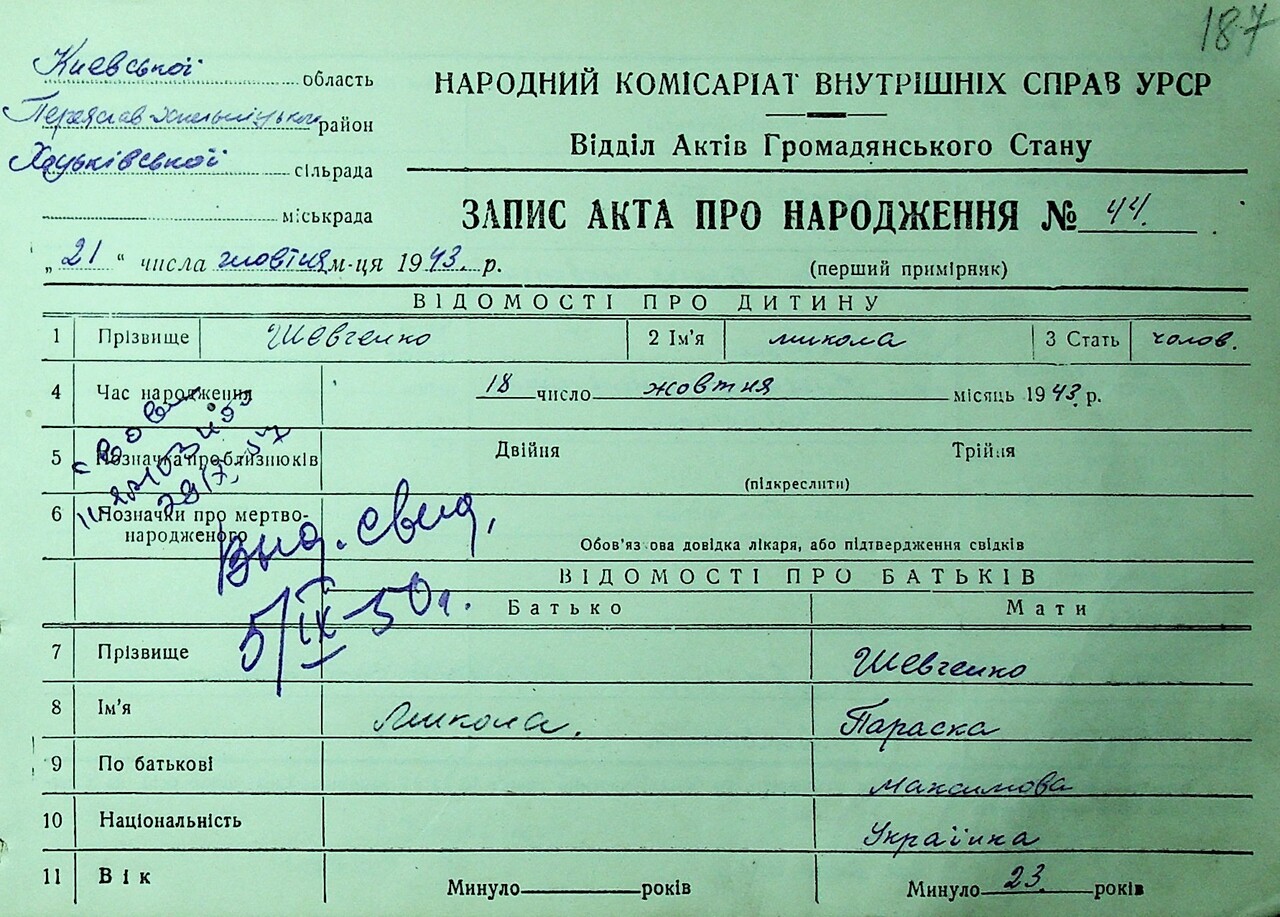 187
Киевської область
Переяслав-Хмельницького район
Хоцьківської сільрада
міськрада
НАРОДНИЙ КОМІСАРІАТ ВНУТРІШНІХ СПРАВ УРСР
Відділ Актів Громадянського Стану
ЗАПИС АКТА ПРО НАРОДЖЕННЯ № 44.
„21“ числа жовтня м-ця 1943. р.
(перший примірник)
ВІДОМОСТІ ПРО ДИТИНУ
1 Прізвище Шевченко 2 Ім'я микола 3 Стать чолов.
4 Час народження 18 число жовтня місяць 1943. р.
5 Позначка про близнюків Двійня Трійня
(підкреслити)
6 Позначки про мертво-
народженого
Обов'язкова довідка лікаря, або підтвердження свідків
Вид. свид,
5/IX-50г.
ВІДОМОСТІ ПРО БАТЬКІВ
Батько Мати
7 Прізвище Шевченко
8 Ім'я Микола. Параска
9 По батькові максимова
10 Національність Українка
11 Вік Минуло років Минуло 23. років